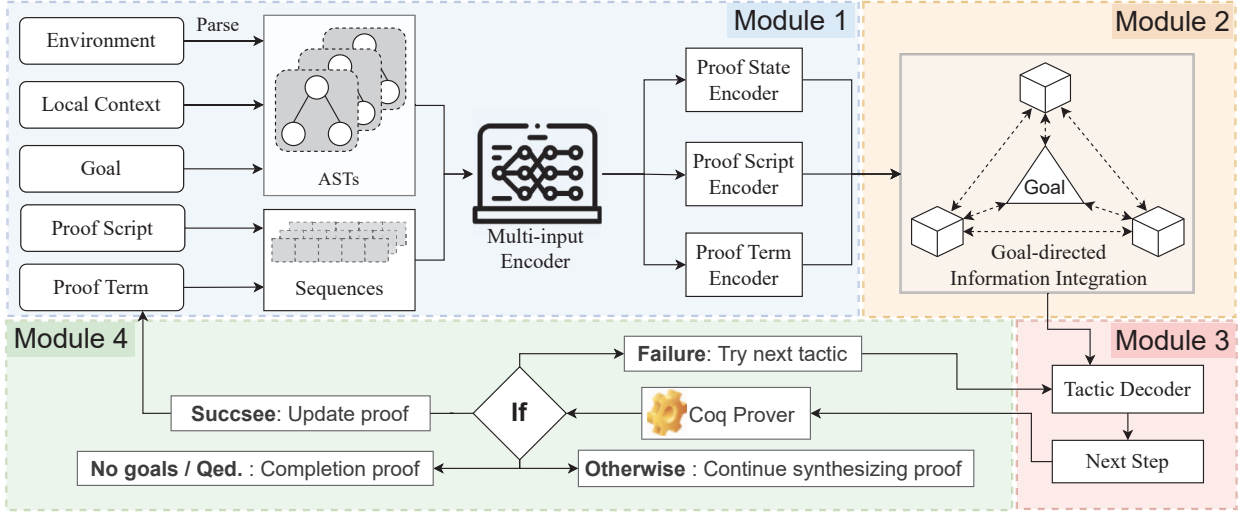 Module 1
Environment
Parse
Local Context
Goal
Proof Script
Proof Term
ASTs
Sequences
Multi-input
Encoder
Proof State
Encoder
Proof Script
Encoder
Proof Term
Encoder
Module 2
Goal
Goal-directed
Information Integration
Module 3
Tactic Decoder
Next Step
Module 4
Failure: Try next tactic
Succsee: Update proof
If
Coq Prover
No goals / Qed. : Completion proof
Otherwise : Continue synthesizing proof